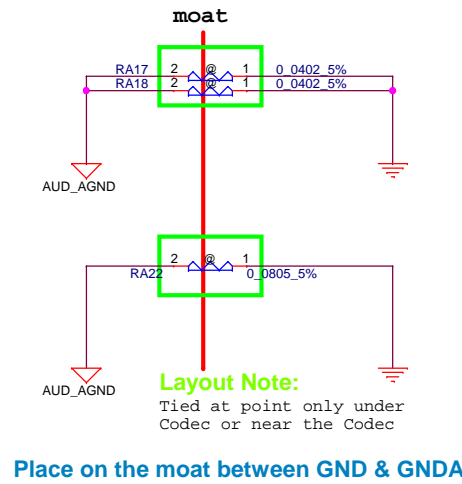 moat
RA17 2 @ 1 0_0402_5%
RA18 2 @ 1 0_0402_5%
AUD_AGND
2 @ 1
RA22 0_0805_5%
AUD_AGND
Layout Note:
Tied at point only under
Codec or near the Codec
Place on the moat between GND & GNDA